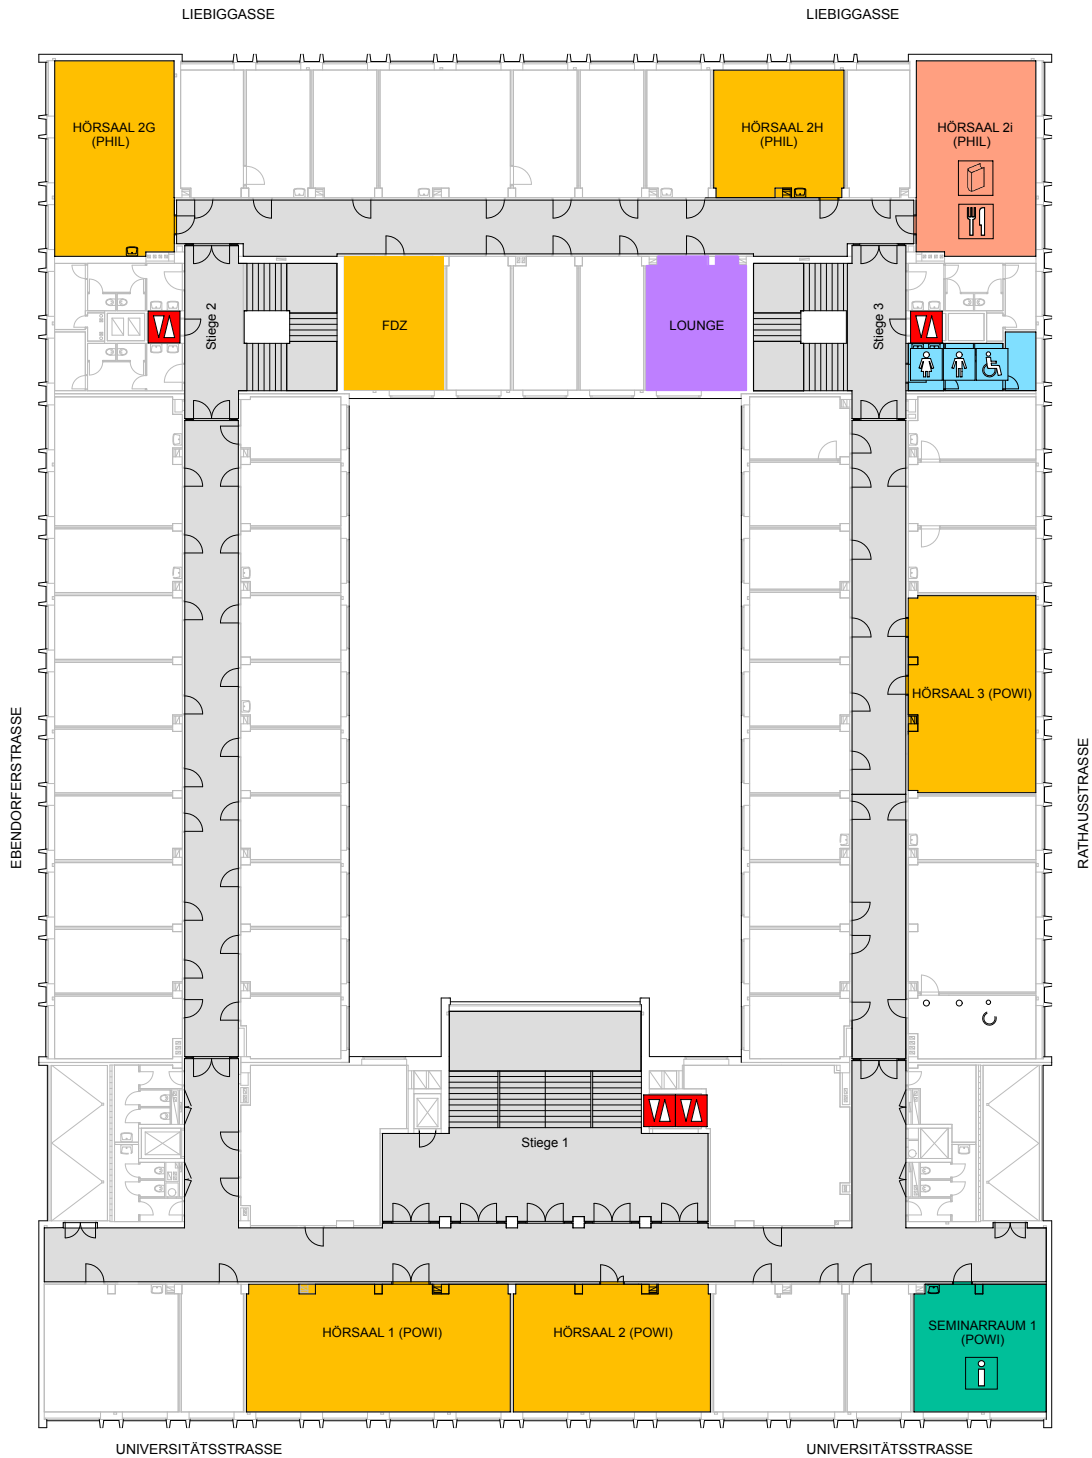 LIEBIGGASSE
LIEBIGGASSE
HÖRSAAL 2G
(PHIL)
HÖRSAAL 2H
(PHIL)
HÖRSAAL 2i
(PHIL)
Stiege 2
FDZ
LOUNGE
Stiege 3
HÖRSAAL 3 (POWI)
EBENDORFERSTRASSE
RATHAUSSTRASSE
Stiege 1
HÖRSAAL 1 (POWI)
HÖRSAAL 2 (POWI)
SEMINARRAUM 1
(POWI)
UNIVERSITÄTSSTRASSE
UNIVERSITÄTSSTRASSE